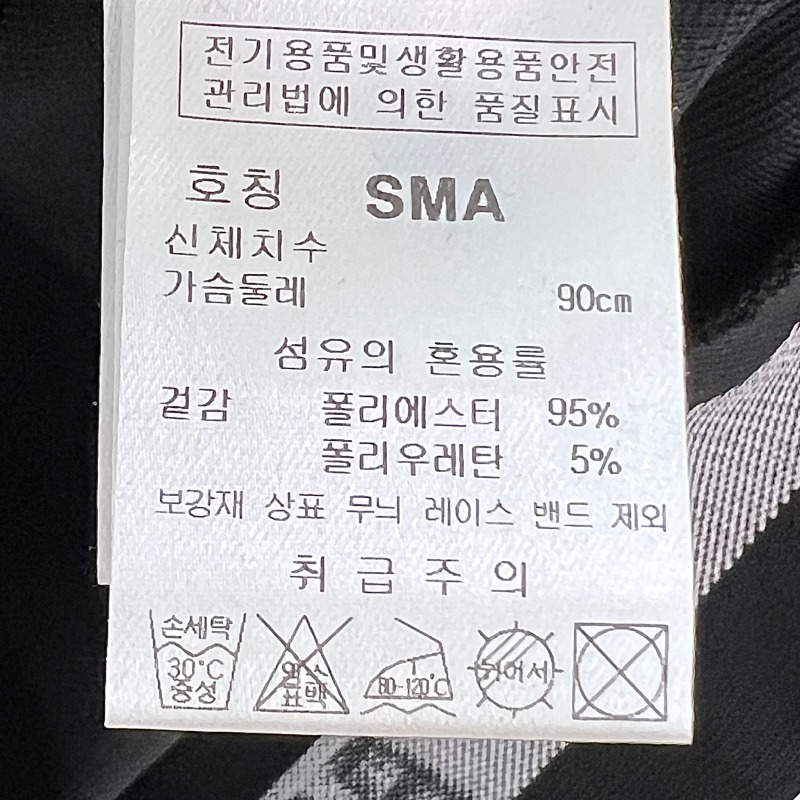 전기용품및생활용품안전
관리법에 의한 품질표시
호칭 SMA
신체치수
가슴둘레 90cm
섬유의 혼용률
겉감 폴리에스터 95%
폴리우레탄 5%
보강재 상표 무늬 레이스 밴드 제외
취급주의
손세탁
30°C
중성
염소
표백
80-120°C
뉘어서